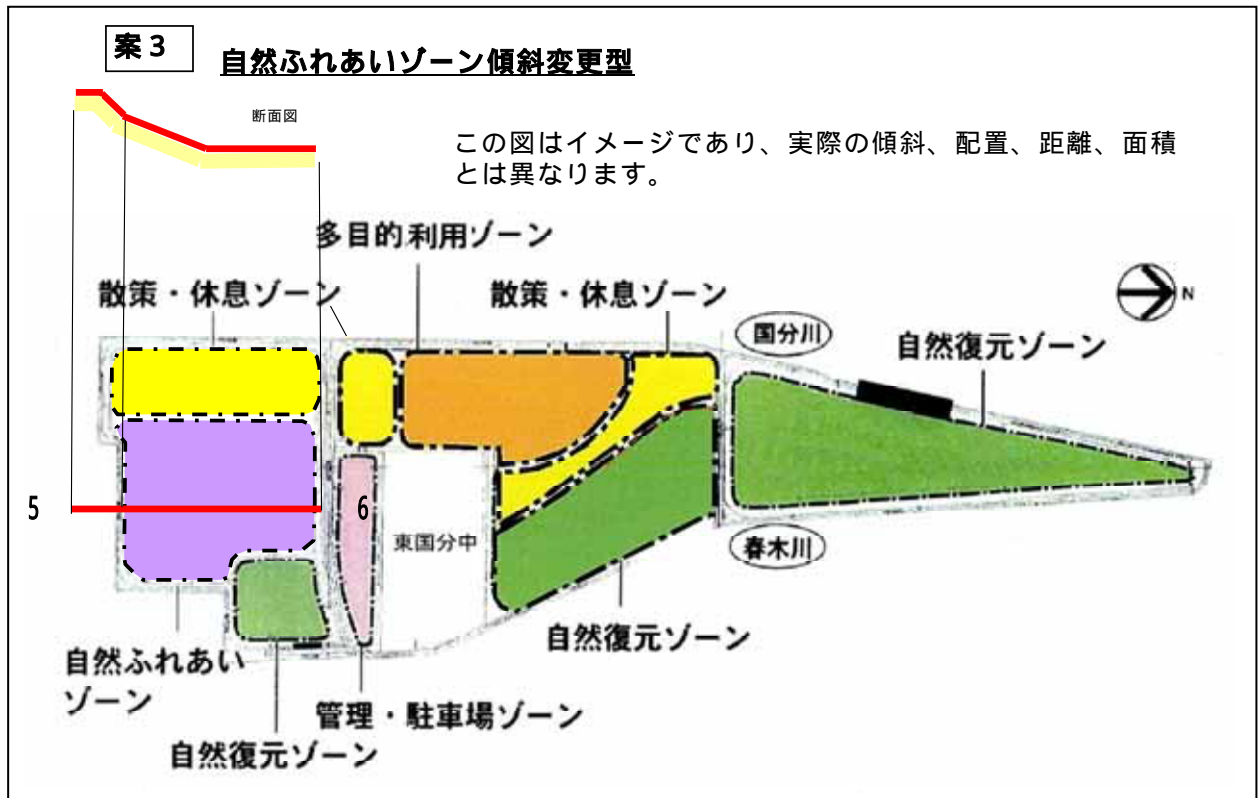 案３
自然ふれあいゾーン傾斜変更型
断面図
この図はイメージであり、実際の傾斜、配置、距離、面積
とは異なります。
多目的利用ゾーン
散策・休息ゾーン
散策・休息ゾーン
N
国分川
自然復元ゾーン
5
6
東国分中
春木川
自然ふれあい
ゾーン
自然復元ゾーン
管理・駐車場ゾーン
自然復元ゾーン